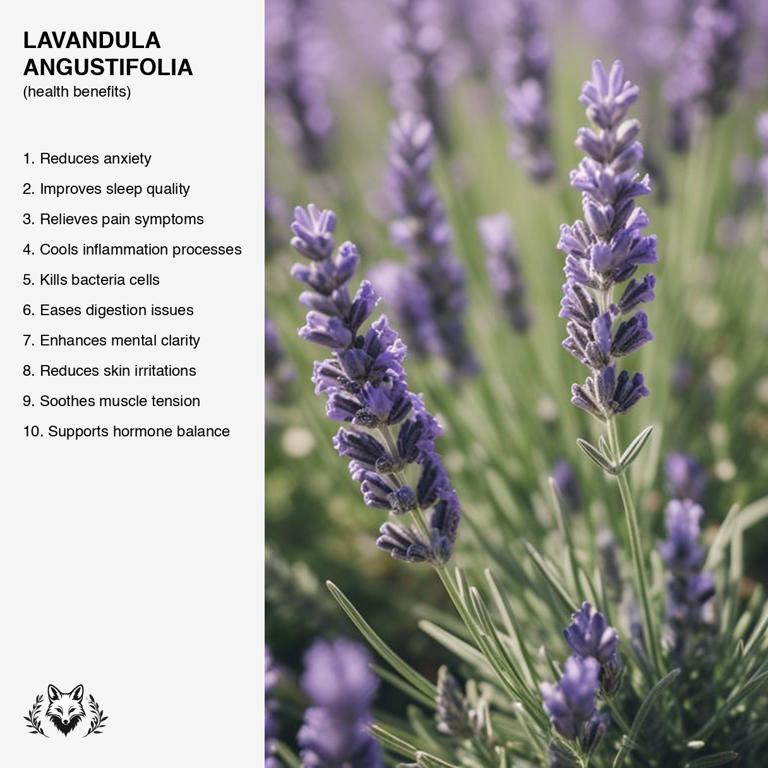 LAVANDULA
ANGUSTIFOLIA
(health benefits)
1. Reduces anxiety
2. Improves sleep quality
3. Relieves pain symptoms
4. Cools inflammation processes
5. Kills bacteria cells
6. Eases digestion issues
7. Enhances mental clarity
8. Reduces skin irritations
9. Soothes muscle tension
10. Supports hormone balance